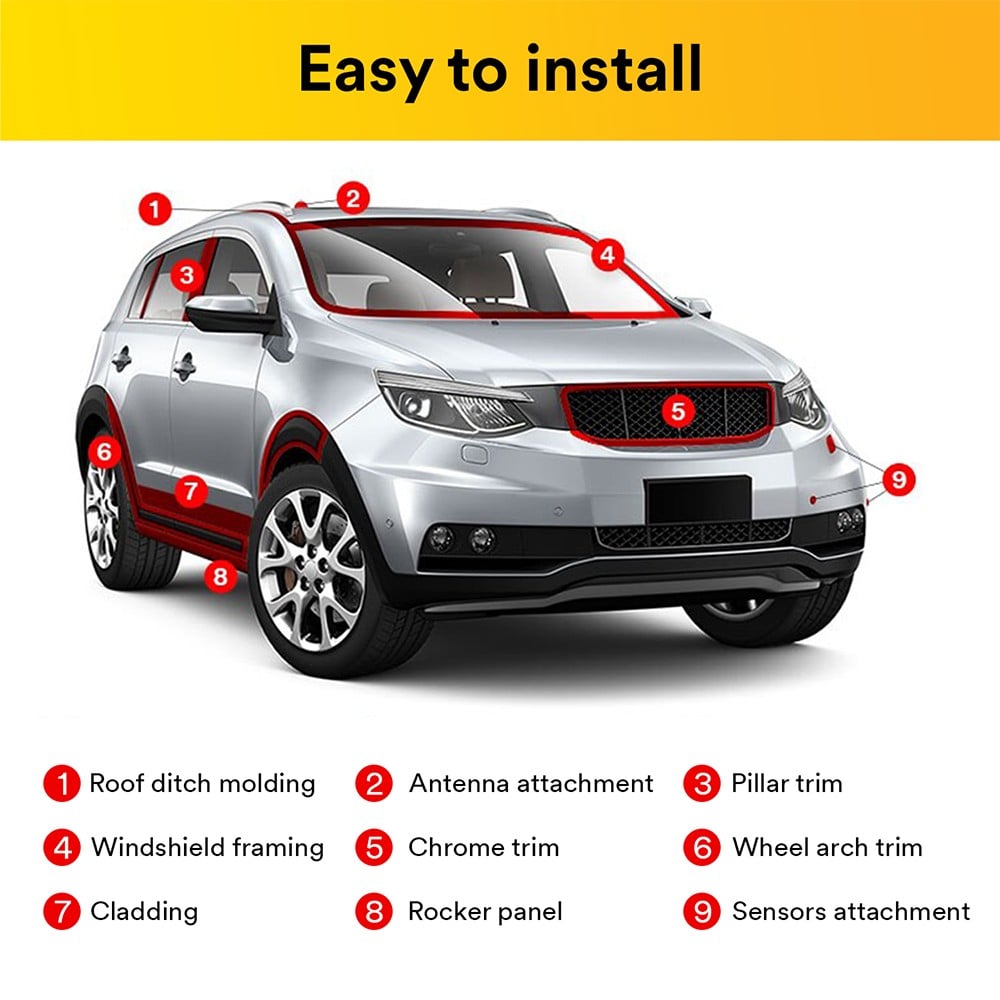 Easy to install
1
2
3
4
5
6
7
8
9
1 Roof ditch molding
2 Antenna attachment
3 Pillar trim
4 Windshield framing
5 Chrome trim
6 Wheel arch trim
7 Cladding
8 Rocker panel
9 Sensors attachment